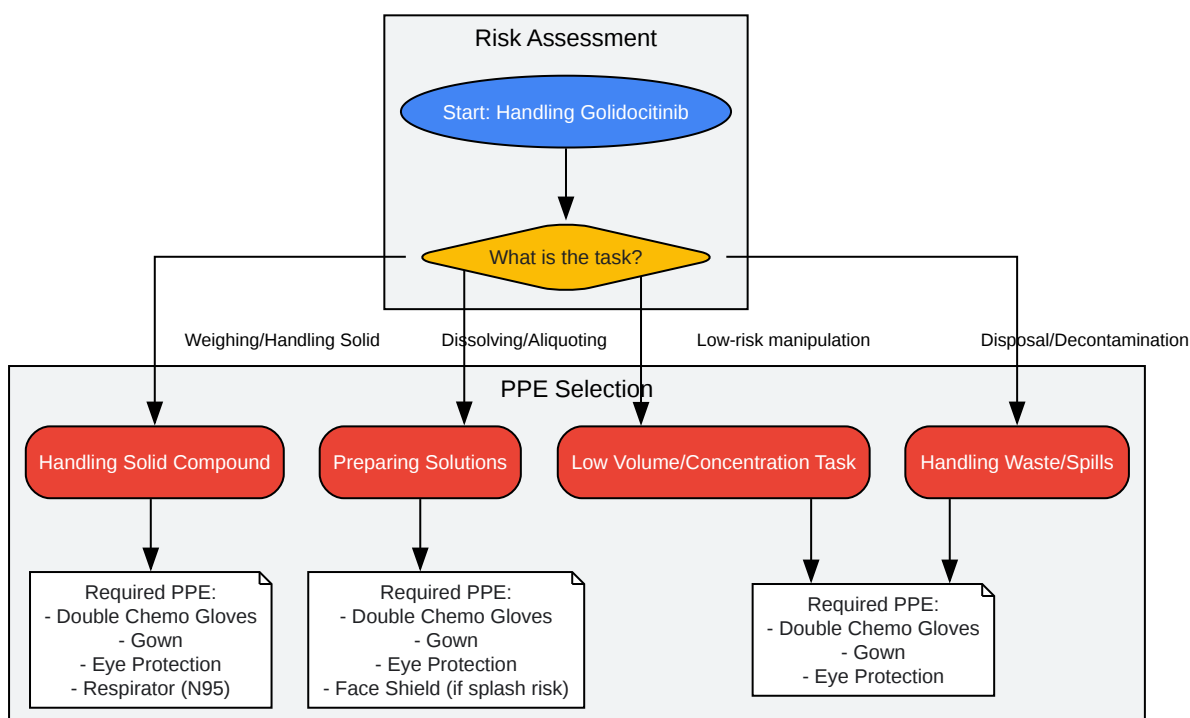 Risk Assessment
Start: Handling Golidocitinib
What is the task?
Weighing/Handling Solid
Dissolving/Aliquoting
Low-risk manipulation
Disposal/Decontamination
PPE Selection
Handling Solid Compound
Preparing Solutions
Low Volume/Concentration Task
Handling Waste/Spills
Required PPE:
- Double Chemo Gloves
- Gown
- Eye Protection
- Respirator (N95)
Required PPE:
- Double Chemo Gloves
- Gown
- Eye Protection
- Face Shield (if splash risk)
Required PPE:
- Double Chemo Gloves
- Gown
- Eye Protection